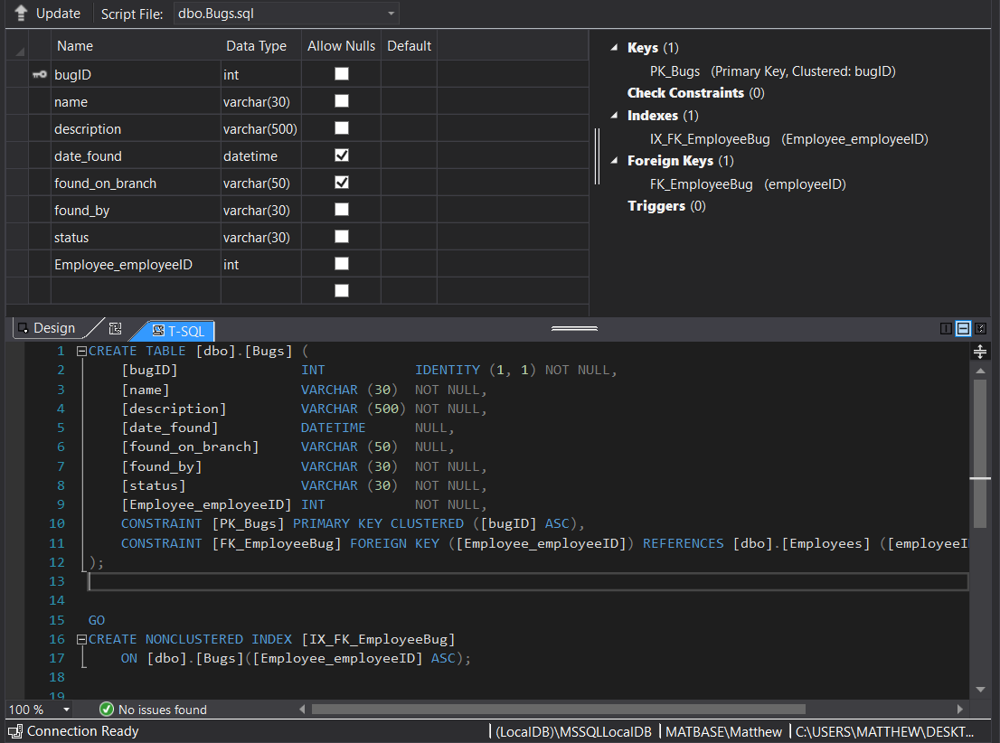 Update Script File: dbo.Bugs.sql
Name Data Type Allow Nulls Default
bugID int
name varchar(30)
description varchar(500)
date_found datetime
found_on_branch varchar(50)
found_by varchar(30)
status varchar(30)
Employee_employeeID int
Keys (1)
PK_Bugs (Primary Key, Clustered: bugID)
Check Constraints (0)
Indexes (1)
IX_FK_EmployeeBug (Employee_employeeID)
Foreign Keys (1)
FK_EmployeeBug (employeeID)
Triggers (0)
Design T-SQL
1 CREATE TABLE [dbo].[Bugs] (
2 [bugID] INT IDENTITY (1, 1) NOT NULL,
3 [name] VARCHAR (30) NOT NULL,
4 [description] VARCHAR (500) NOT NULL,
5 [date_found] DATETIME NULL,
6 [found_on_branch] VARCHAR (50) NULL,
7 [found_by] VARCHAR (30) NOT NULL,
8 [status] VARCHAR (30) NOT NULL,
9 [Employee_employeeID] INT NOT NULL,
10 CONSTRAINT [PK_Bugs] PRIMARY KEY CLUSTERED ([bugID] ASC),
11 CONSTRAINT [FK_EmployeeBug] FOREIGN KEY ([Employee_employeeID]) REFERENCES [dbo].[Employees] ([employeeI
12 );
13
14
15 GO
16 CREATE NONCLUSTERED INDEX [IX_FK_EmployeeBug]
17 ON [dbo].[Bugs]([Employee_employeeID] ASC);
18
19
100 % No issues found
Connection Ready (LocalDB)\MSSQLLocalDB MATBASE\Matthew C:\USERS\MATTHEW\DESKT...